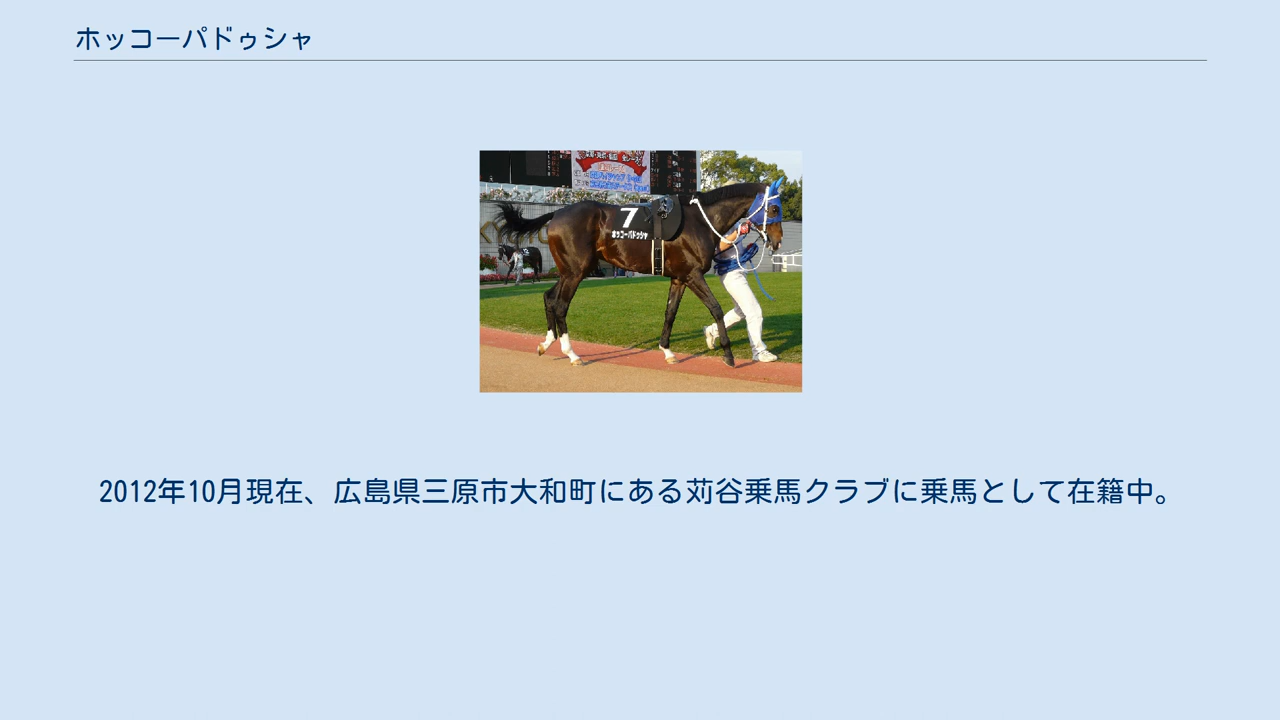 ホッコーパドゥシャ
7
ホッコーパドゥシャ
2012年10月現在、広島県三原市大和町にある苅谷乗馬クラブに乗馬として在籍中。